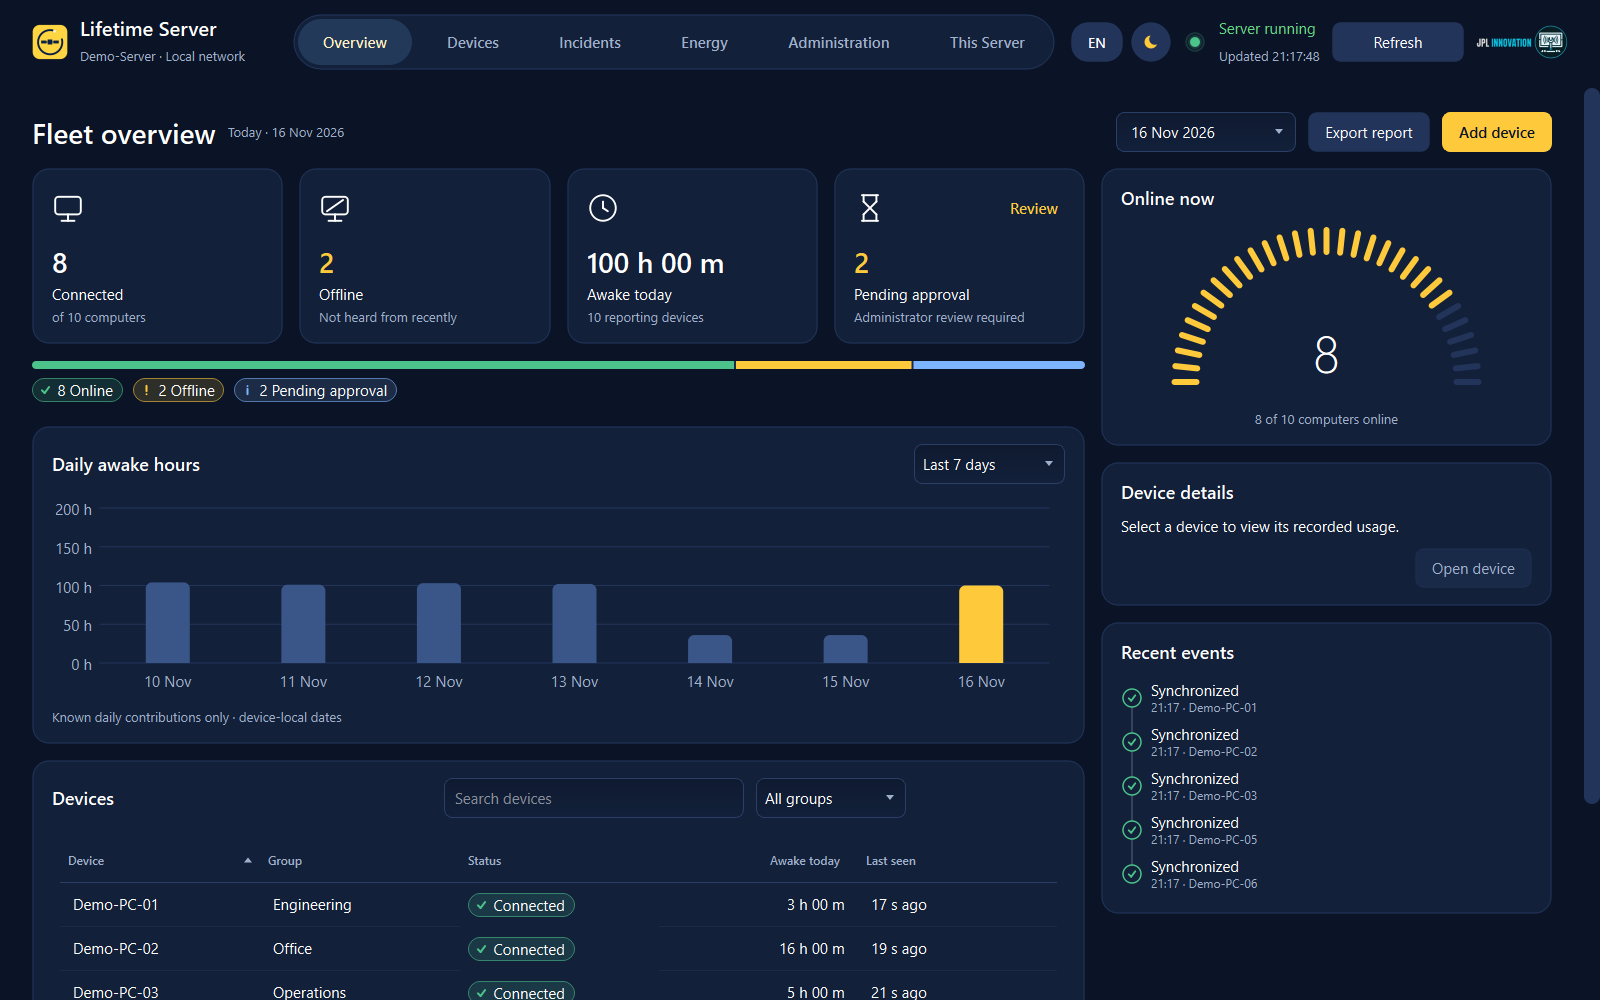 Lifetime Server
Demo-Server · Local network
Overview
Devices
Incidents
Energy
Administration
This Server
EN
Server running
Updated 21:17:48
Refresh
JPL INNOVATION
Fleet overview
Today · 16 Nov 2026
16 Nov 2026
Export report
Add device
8
Connected
of 10 computers
2
Offline
Not heard from recently
100 h 00 m
Awake today
10 reporting devices
Review
2
Pending approval
Administrator review required
8 Online
! 2 Offline
i 2 Pending approval
Online now
8
8 of 10 computers online
Daily awake hours
Last 7 days
200 h
150 h
100 h
50 h
0 h
10 Nov
11 Nov
12 Nov
13 Nov
14 Nov
15 Nov
16 Nov
Known daily contributions only · device-local dates
Device details
Select a device to view its recorded usage.
Open device
Recent events
Synchronized
21:17 · Demo-PC-01
Synchronized
21:17 · Demo-PC-02
Synchronized
21:17 · Demo-PC-03
Synchronized
21:17 · Demo-PC-05
Synchronized
21:17 · Demo-PC-06
Devices
Search devices
All groups
Device Group Status Awake today Last seen
Demo-PC-01 Engineering Connected 3 h 00 m 17 s ago
Demo-PC-02 Office Connected 16 h 00 m 19 s ago
Demo-PC-03 Operations Connected 5 h 00 m 21 s ago